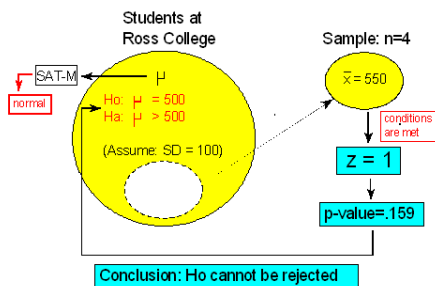 Students at
Ross College
Sample: n=4
SAT-M
μ
normal
Ho: μ = 500
Ha: μ > 500
(Assume: SD = 100)
x̄ = 550
conditions
are met
z = 1
p-value=.159
Conclusion: Ho cannot be rejected